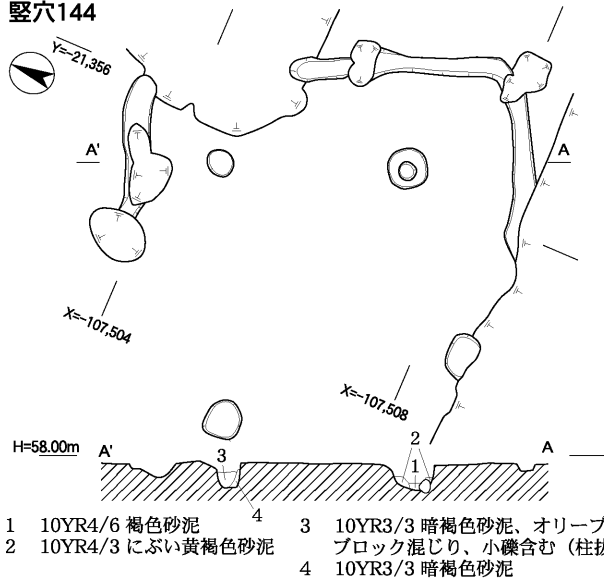 竪穴144
Y=-21,356
A'
A
X=-107,504
X=-107,508
H=58.00m
A'
A
3
2
1
4
1 10YR4/6 褐色砂泥
2 10YR4/3 にぶい黄褐色砂泥
3 10YR3/3 暗褐色砂泥、オリーブ
ブロック混じり、小礫含む（柱抜
4 10YR3/3 暗褐色砂泥